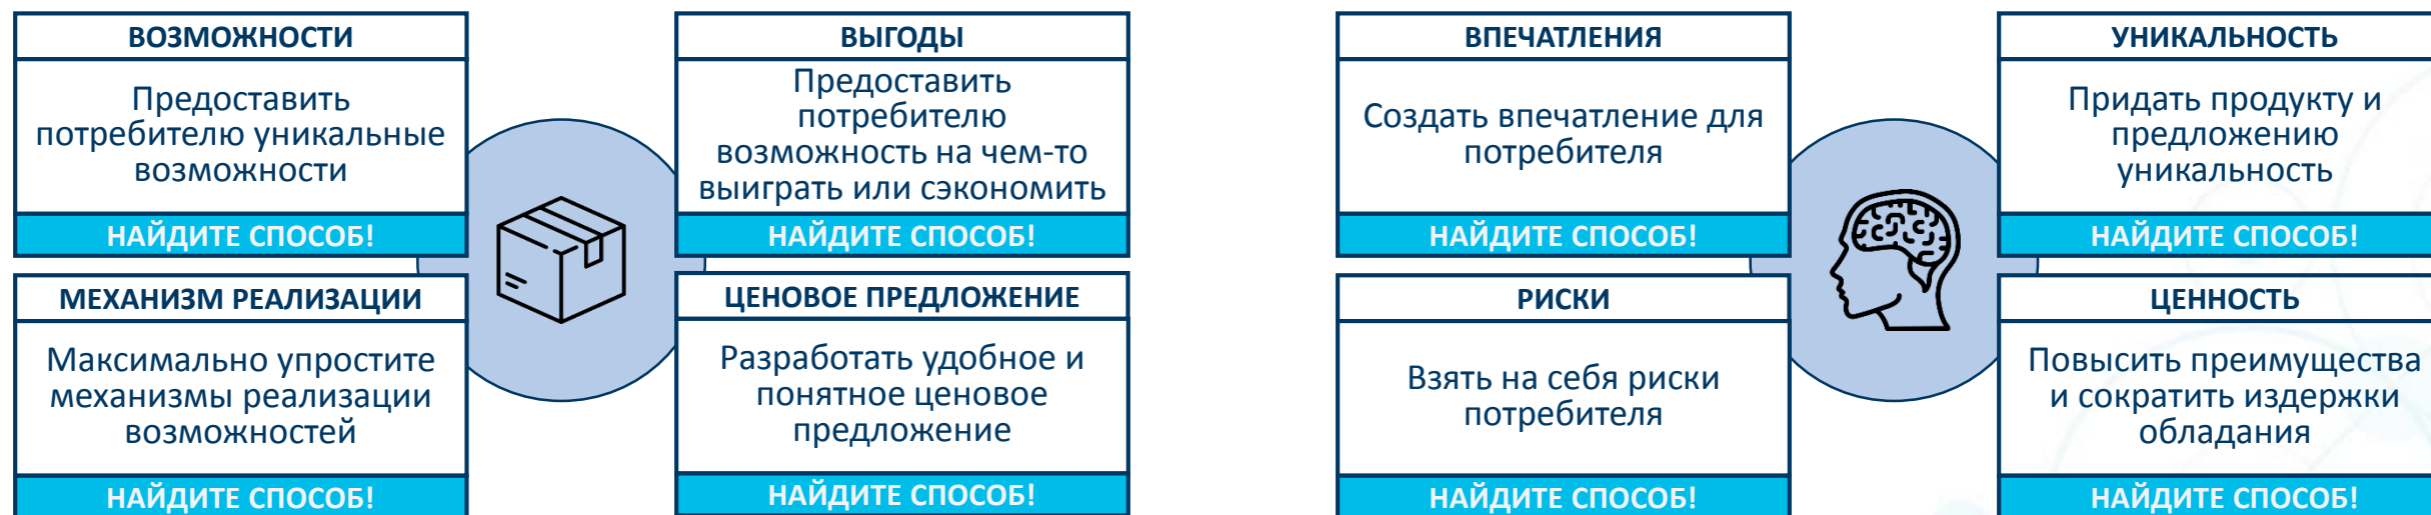 ВОЗМОЖНОСТИ
Предоставить
потребителю уникальные
возможности
НАЙДИТЕ СПОСОБ!
ВЫГОДЫ
Предоставить
потребителю
возможность на чем-то
выиграть или сэкономить
НАЙДИТЕ СПОСОБ!
МЕХАНИЗМ РЕАЛИЗАЦИИ
Максимально упростите
механизмы реализации
возможностей
НАЙДИТЕ СПОСОБ!
ЦЕНОВОЕ ПРЕДЛОЖЕНИЕ
Разработать удобное и
понятное ценовое
предложение
НАЙДИТЕ СПОСОБ!
ВПЕЧАТЛЕНИЯ
Создать впечатление для
потребителя
НАЙДИТЕ СПОСОБ!
УНИКАЛЬНОСТЬ
Придать продукту и
предложению
уникальность
НАЙДИТЕ СПОСОБ!
РИСКИ
Взять на себя риски
потребителя
НАЙДИТЕ СПОСОБ!
ЦЕННОСТЬ
Повысить преимущества
и сократить издержки
обладания
НАЙДИТЕ СПОСОБ!